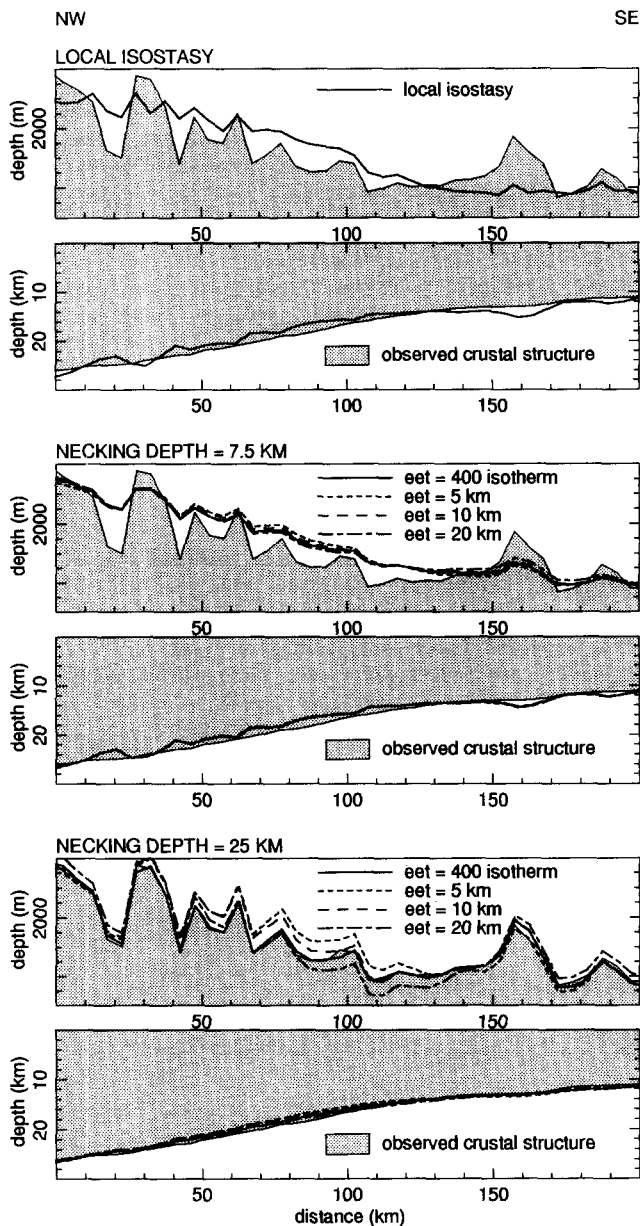 NW SE
LOCAL ISOSTASY
local isostasy
depth (m)
2000
50 100 150
depth (km)
10
20
observed crustal structure
50 100 150
NECKING DEPTH = 7.5 KM
eet = 400 isotherm
eet = 5 km
eet = 10 km
eet = 20 km
depth (m)
2000
50 100 150
depth (km)
10
20
observed crustal structure
50 100 150
NECKING DEPTH = 25 KM
eet = 400 isotherm
eet = 5 km
eet = 10 km
eet = 20 km
depth (m)
2000
50 100 150
depth (km)
10
20
observed crustal structure
50 100 150
distance (km)